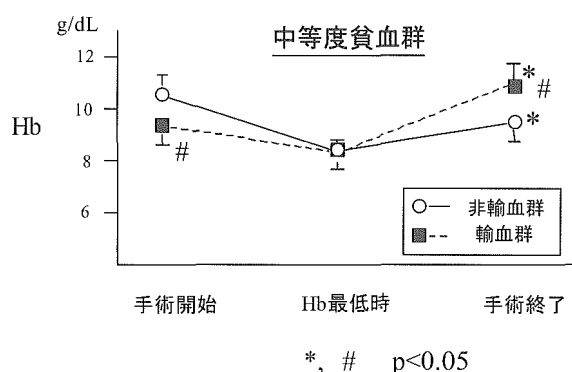 g/dL
中等度貧血群
12
10
Hb
8
6
* #
#
*
非輸血群
輸血群
手術開始 Hb最低時 手術終了
*, # p<0.05